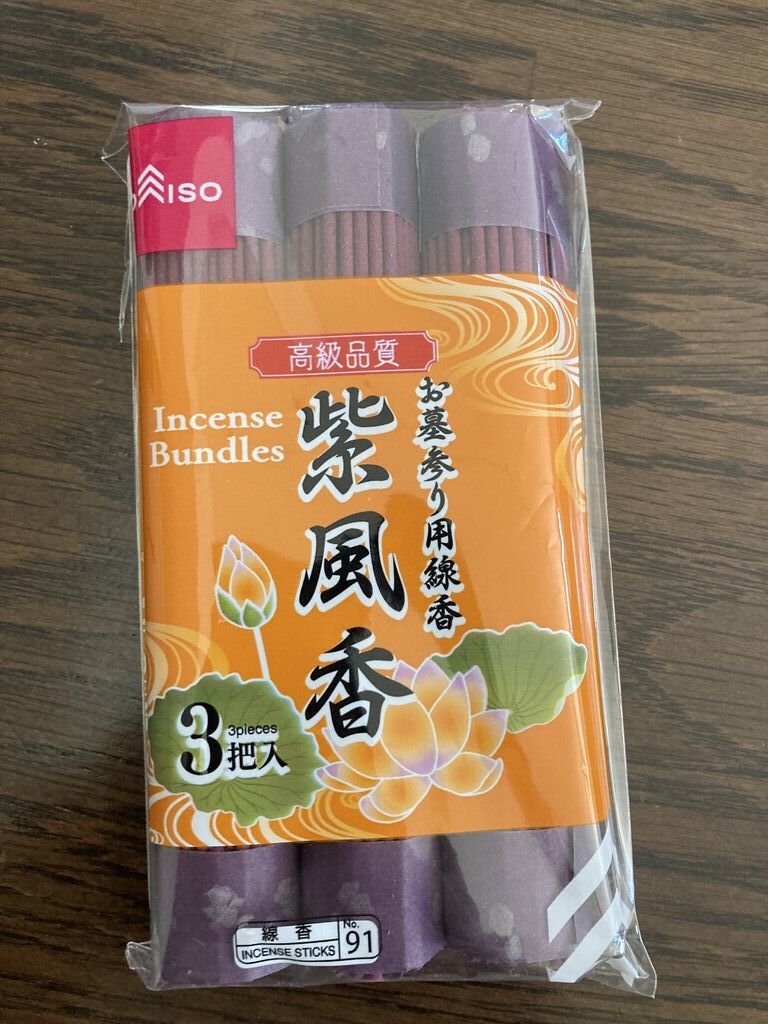 DAISO
高級品質
お墓参り用線香
紫風香
Incense
Bundles
3pieces
3把入
線香
INCENSE STICKS
No.
91